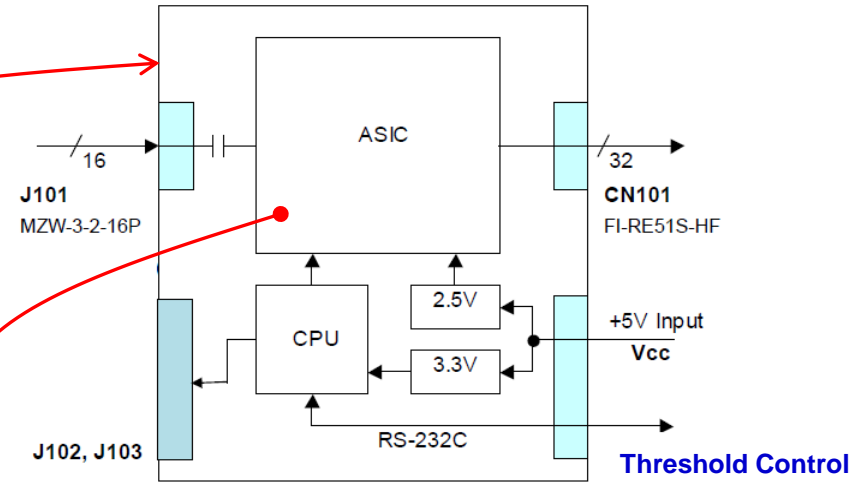 ASIC
16
32
J101
MZW-3-2-16P
CN101
FI-RE51S-HF
2.5V
+5V Input
CPU
3.3V
Vcc
RS-232C
J102, J103
Threshold Control